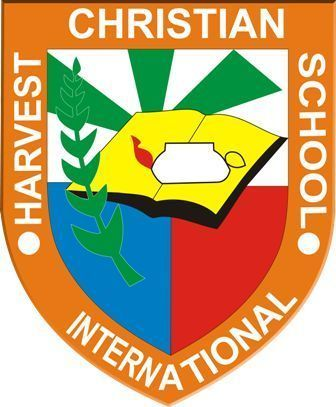 HARVEST
CHRISTIAN
SCHOOL
INTERNATIONAL